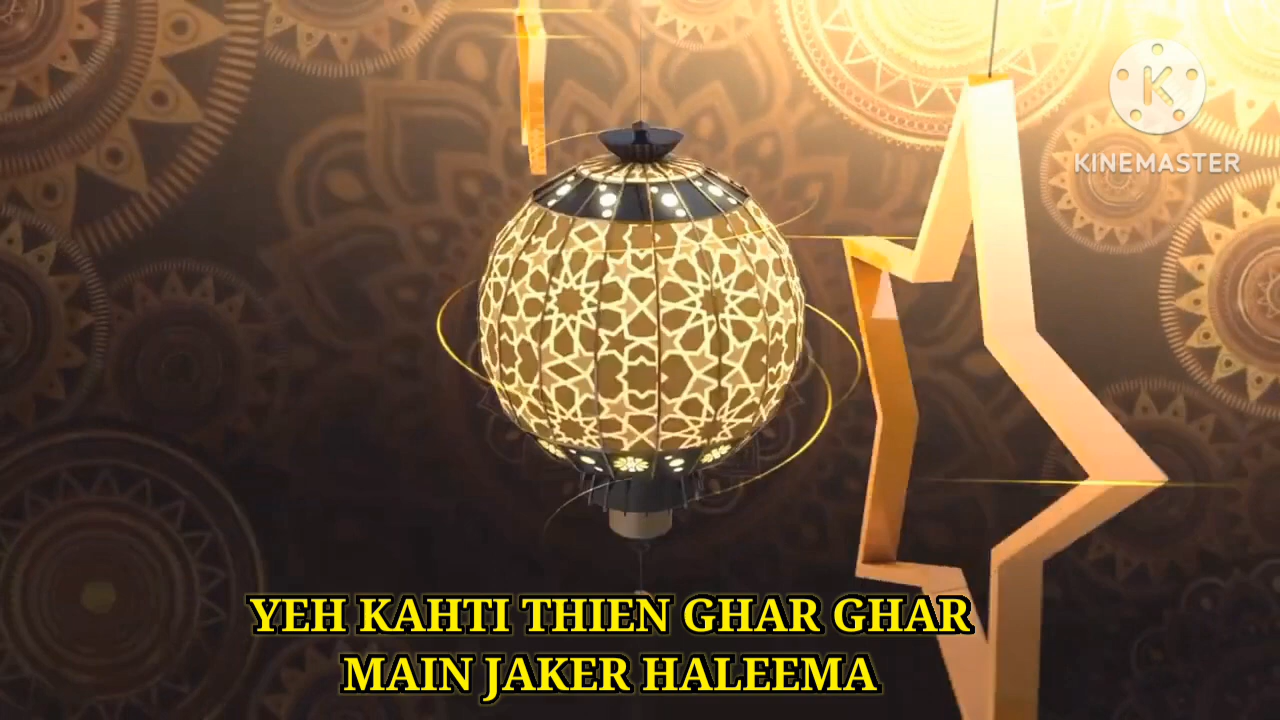 K
KINEMASTER
YEH KAHTI THIEN GHAR GHAR
MAIN JAKER HALEEMA